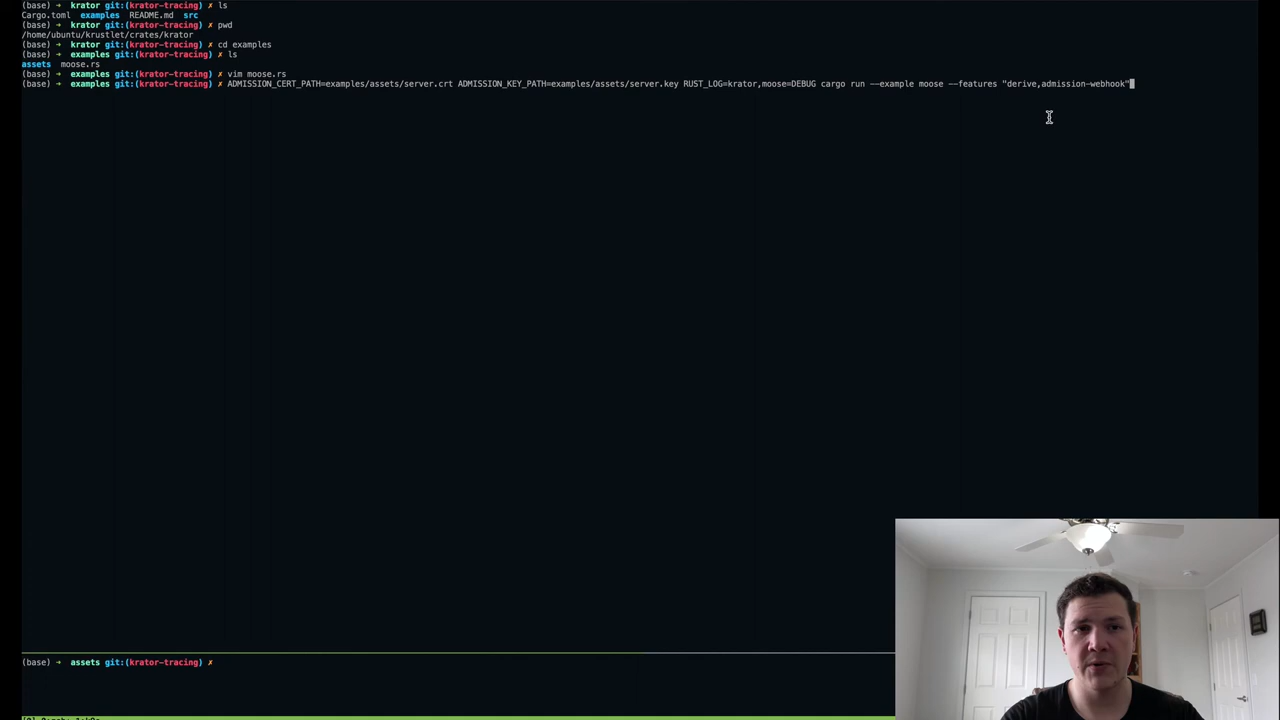 (base) ➜ krator git:(krator-tracing) ✗ ls
Cargo.toml examples README.md src
(base) ➜ krator git:(krator-tracing) ✗ pwd
/home/ubuntu/krustlet/crates/krator
(base) ➜ krator git:(krator-tracing) ✗ cd examples
(base) ➜ examples git:(krator-tracing) ✗ ls
assets moose.rs
(base) ➜ examples git:(krator-tracing) ✗ vim moose.rs
(base) ➜ examples git:(krator-tracing) ✗ ADMISSION_CERT_PATH=examples/assets/server.crt ADMISSION_KEY_PATH=examples/assets/server.key RUST_LOG=krator,moose=DEBUG cargo run --example moose --features "derive,admission-webhook"
(base) ➜ assets git:(krator-tracing) ✗